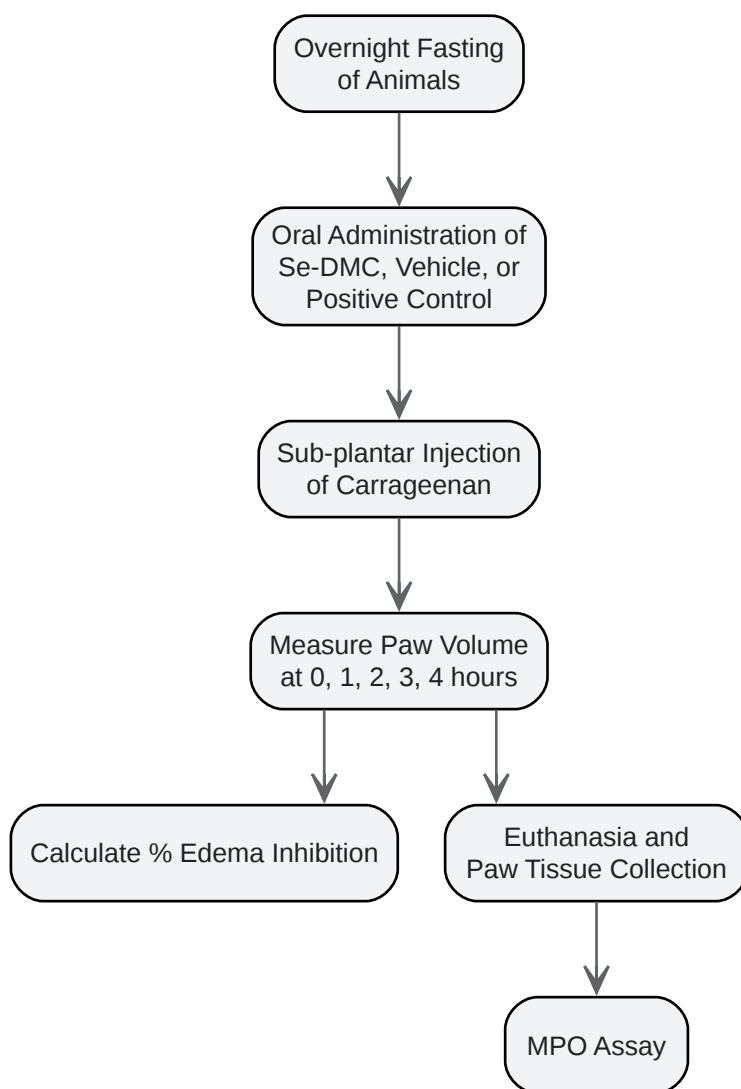 Overnight Fasting
of Animals
Oral Administration of
Se-DMC, Vehicle, or
Positive Control
Sub-plantar Injection
of Carrageenan
Measure Paw Volume
at 0, 1, 2, 3, 4 hours
Calculate % Edema Inhibition
Euthanasia and
Paw Tissue Collection
MPO Assay